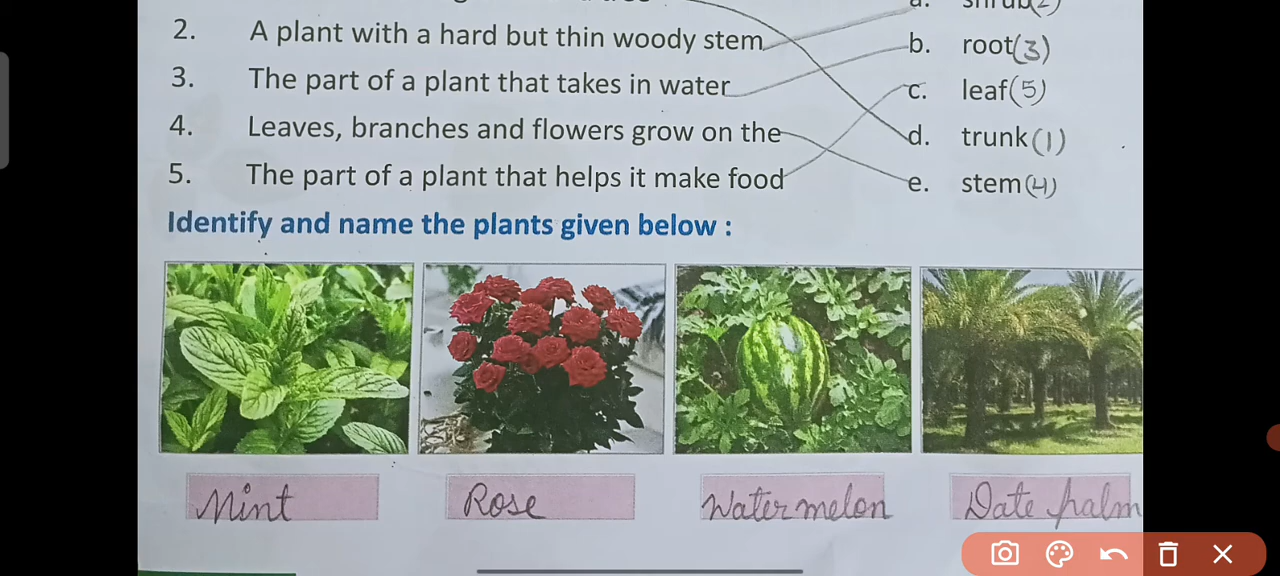 a. shrub(2)
2. A plant with a hard but thin woody stem
b. root(3)
3. The part of a plant that takes in water
c. leaf(5)
4. Leaves, branches and flowers grow on the
d. trunk(1)
5. The part of a plant that helps it make food
e. stem(4)
Identify and name the plants given below :
Mint Rose Watermelon Date palm